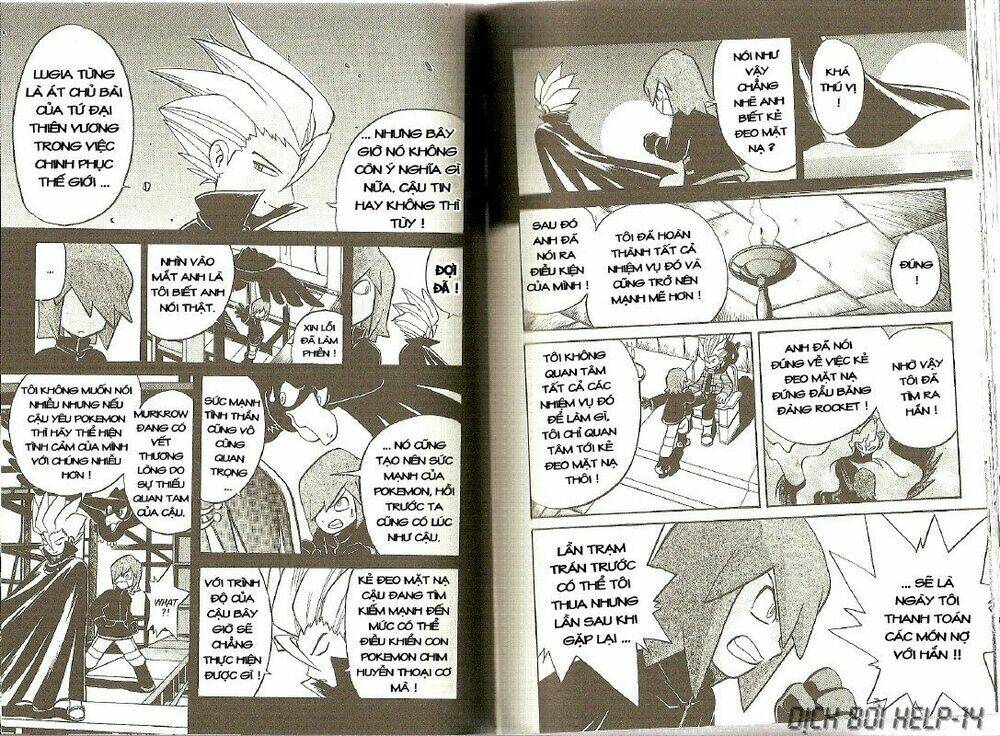 KHÁ
THÚ VỊ !
NÓI NHƯ
VẬY
CHẲNG
NHẼ ANH
BIẾT KẺ
ĐEO MẶT
NẠ ?
ĐÚNG
!
TÔI ĐÃ HOÀN
THÀNH TẤT CẢ
NHIỆM VỤ ĐÓ VÀ
CŨNG TRỞ NÊN
MẠNH MẼ HƠN !
SAU ĐÓ
ANH ĐÃ
NÓI RA
ĐIỀU KIỆN
CỦA MÌNH !
NHỜ VẬY
TÔI ĐÃ
TÌM RA
HẮN !
ANH ĐÃ NÓI
ĐÚNG VỀ VIỆC KẺ
ĐEO MẶT NẠ
ĐỨNG ĐẦU BĂNG
ĐẢNG ROCKET !
TÔI KHÔNG
QUAN TÂM
TẤT CẢ CÁC
NHIỆM VỤ ĐÓ
ĐỂ LÀM GÌ,
TÔI CHỈ QUAN
TÂM TỚI KẺ
ĐEO MẶT NẠ
THÔI !
LẦN TRẠM
TRÁN TRƯỚC
CÓ THỂ TÔI
THUA NHƯNG
LẦN SAU KHI
GẶP LẠI ...
... SẼ LÀ
NGÀY TÔI
THANH TOÁN
CÁC MÓN NỢ
VỚI HẮN !!
LUGIA TỪNG
LÀ ÁT CHỦ BÀI
CỦA TỨ ĐẠI
THIÊN VƯƠNG
TRONG VIỆC
CHINH PHỤC
THẾ GIỚI ...
... NHƯNG BÂY
GIỜ NÓ KHÔNG
CÒN Ý NGHĨA GÌ
NỮA, CẬU TIN
HAY KHÔNG THÌ
TÙY !
ĐỢI
ĐÃ !
NHÌN VÀO
MẮT ANH LÀ
TÔI BIẾT ANH
NÓI THẬT.
XIN LỖI
ĐÃ LÀM
PHIỀN !
...
SỨC MẠNH
TINH THẦN
CŨNG VÔ
CÙNG
QUAN
TRỌNG ...
... NÓ CŨNG
TẠO NÊN SỨC
MẠNH CỦA
POKEMON, HỒI
TRƯỚC TA
CŨNG CÓ LÚC
NHƯ CẬU.
TÔI KHÔNG MUỐN NÓI
NHIỀU NHƯNG NẾU
CẬU YÊU POKEMON
THÌ HÃY THỂ HIỆN
TÌNH CẢM CỦA MÌNH
VỚI CHÚNG NHIỀU
HƠN !
MURKROW
ĐANG CÓ
VẾT
THƯƠNG
LÔNG DO
SỰ THIẾU
QUAN TAM
CỦA CẬU.
WHAT
?!
KẺ ĐEO MẶT NẠ
CẬU ĐANG TÌM
KIẾM MẠNH ĐẾN
MỨC CÓ THỂ
ĐIỀU KHIỂN CON
POKEMON CHIM
HUYỀN THOẠI CƠ
MÀ !
VỚI TRÌNH
ĐỘ CỦA
CẬU BÂY
GIỜ SẼ
CHẲNG
THỰC HIỆN
ĐƯỢC GÌ !
DỊCH BỞI HELP-14